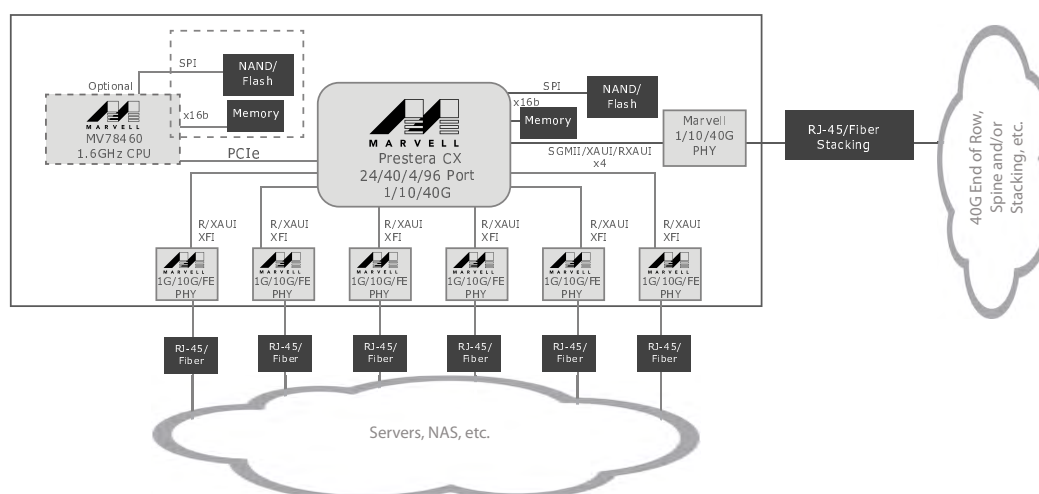 SPI
NAND/
Flash
Optional
x16b
Memory
MARVELL
MV78460
1.6GHz CPU
PCIe
MARVELL
Prestera CX
24/40/4/96 Port
1/10/40G
SPI
NAND/
Flash
x16b
Memory
SGMII/XAUI/RXAUI
x4
Marvell
1/10/40G
PHY
RJ-45/Fiber
Stacking
40G End of Row,
Spine and/or
Stacking, etc.
R/XAUI
XFI
R/XAUI
XFI
R/XAUI
XFI
R/XAUI
XFI
R/XAUI
XFI
R/XAUI
XFI
MARVELL
1G/10G/FE
PHY
MARVELL
1G/10G/FE
PHY
MARVELL
1G/10G/FE
PHY
MARVELL
1G/10G/FE
PHY
MARVELL
1G/10G/FE
PHY
MARVELL
1G/10G/FE
PHY
RJ-45/
Fiber
RJ-45/
Fiber
RJ-45/
Fiber
RJ-45/
Fiber
RJ-45/
Fiber
RJ-45/
Fiber
Servers, NAS, etc.